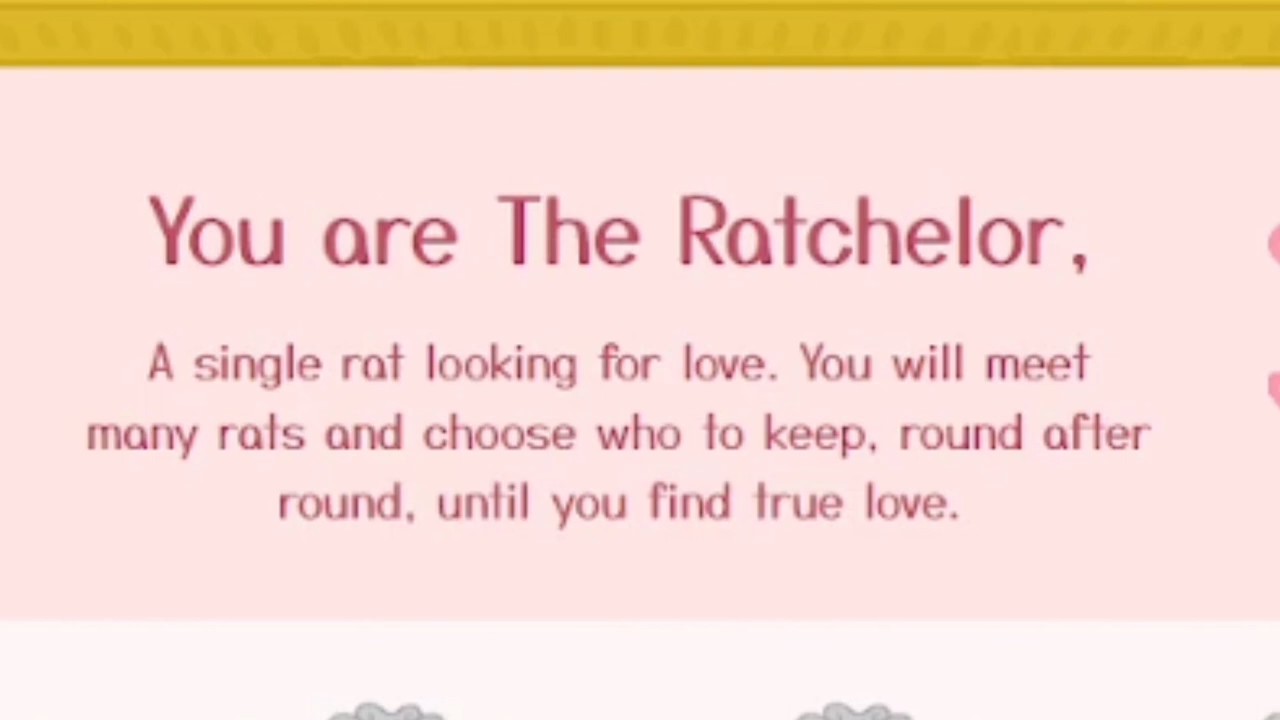 You are The Ratchelor,
A single rat looking for love. You will meet
many rats and choose who to keep, round after
round, until you find true love.